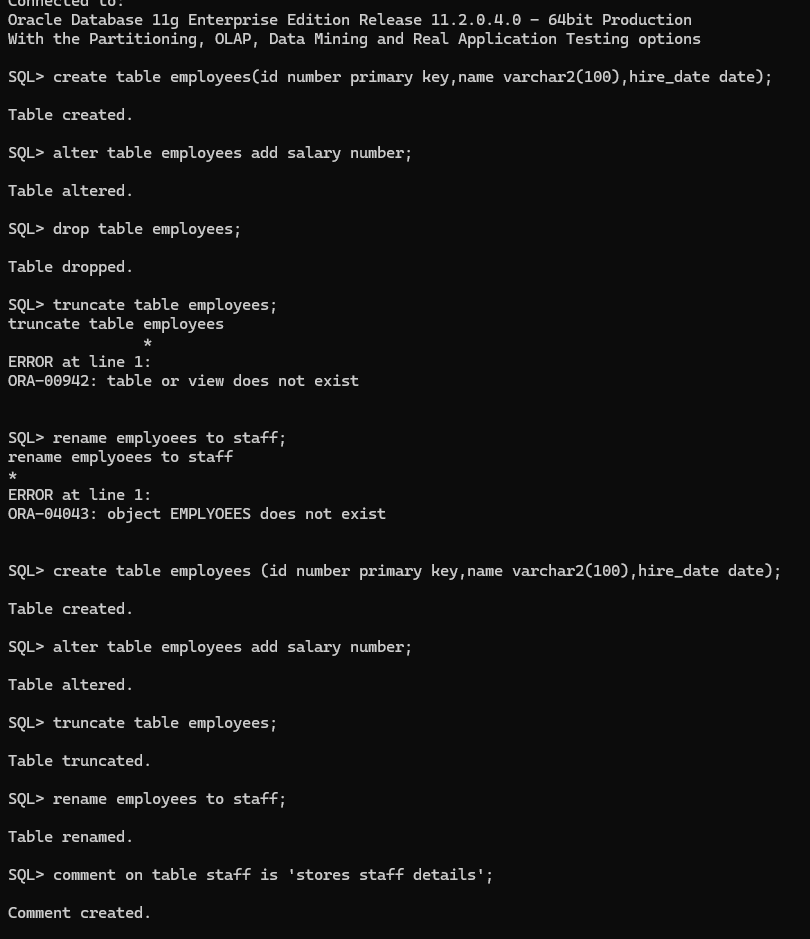 Connected to:
Oracle Database 11g Enterprise Edition Release 11.2.0.4.0 - 64bit Production
With the Partitioning, OLAP, Data Mining and Real Application Testing options
SQL> create table employees(id number primary key,name varchar2(100),hire_date date);
Table created.
SQL> alter table employees add salary number;
Table altered.
SQL> drop table employees;
Table dropped.
SQL> truncate table employees;
truncate table employees
               *
ERROR at line 1:
ORA-00942: table or view does not exist
SQL> rename emplyoees to staff;
rename emplyoees to staff
*
ERROR at line 1:
ORA-04043: object EMPLYOEES does not exist
SQL> create table employees (id number primary key,name varchar2(100),hire_date date);
Table created.
SQL> alter table employees add salary number;
Table altered.
SQL> truncate table employees;
Table truncated.
SQL> rename employees to staff;
Table renamed.
SQL> comment on table staff is 'stores staff details';
Comment created.